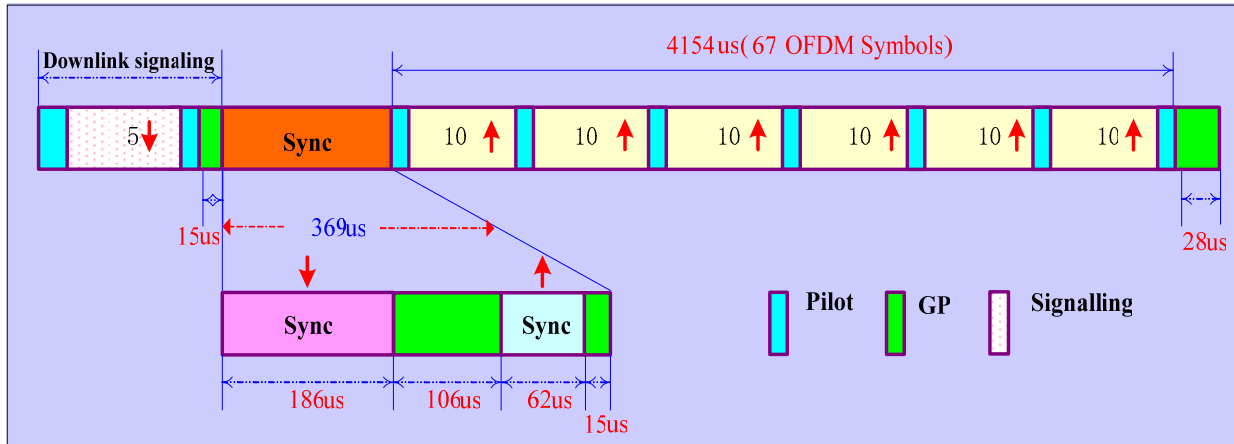 4154us( 67 OFDM Symbols)
Downlink signaling
5 Sync 10 10 10 10 10 10
15us 369us 28us
Sync Sync Pilot GP Signalling
186us 106us 62us 15us